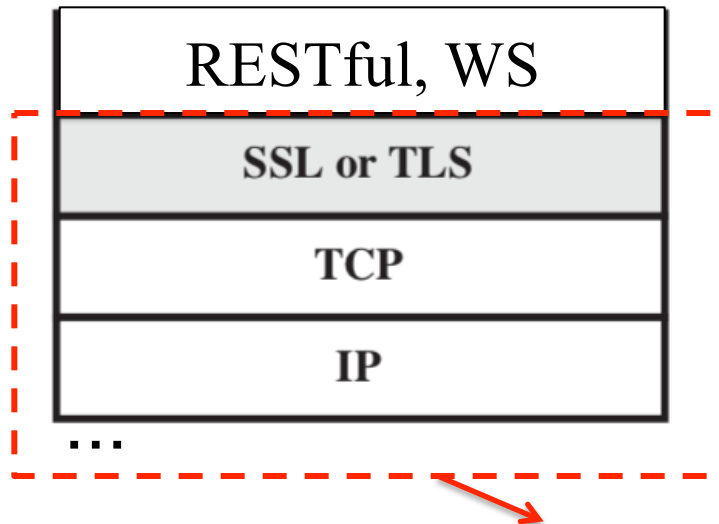 RESTful, WS
SSL or TLS
TCP
IP
...